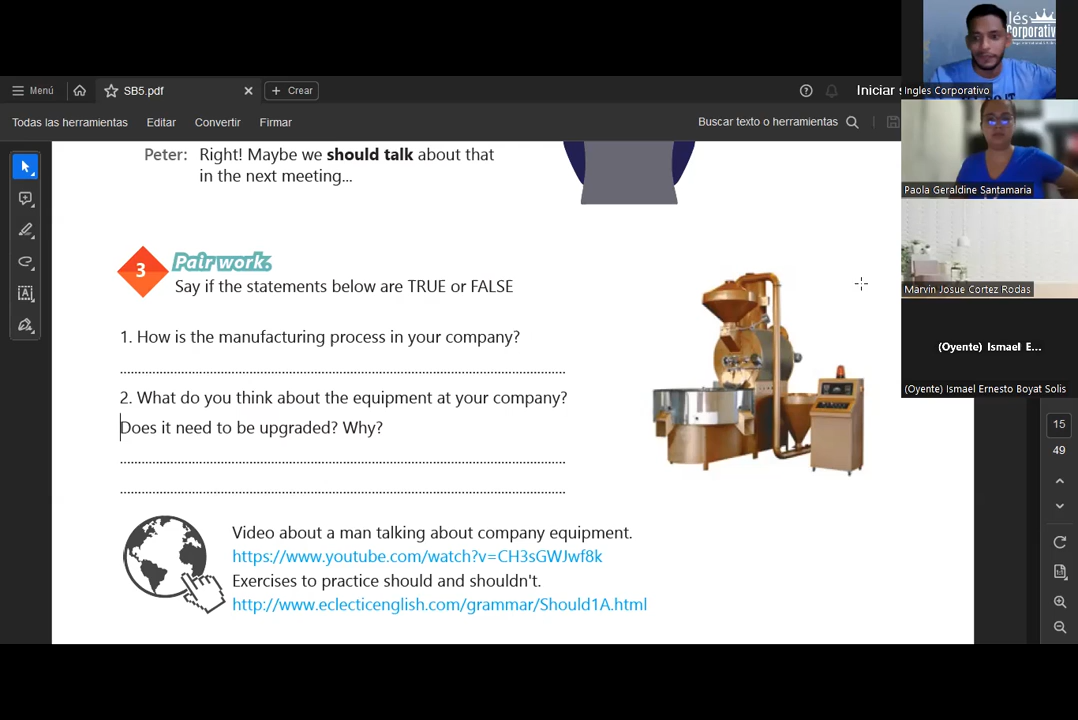 Menú
SB5.pdf
Crear
Iniciar s
Todas las herramientas
Editar
Convertir
Firmar
Buscar texto o herramientas
Peter: Right! Maybe we should talk about that
in the next meeting...
3
Pair work.
Say if the statements below are TRUE or FALSE
1. How is the manufacturing process in your company?
2. What do you think about the equipment at your company?
Does it need to be upgraded? Why?
Video about a man talking about company equipment.
https://www.youtube.com/watch?v=CH3sGWJwf8k
Exercises to practice should and shouldn't.
http://www.eclecticenglish.com/grammar/Should1A.html
lés
Corporativ
Ingles Corporativo
Paola Geraldine Santamaria
Marvin Josue Cortez Rodas
(Oyente) Ismael E...
(Oyente) Ismael Ernesto Boyat Solis
15
49